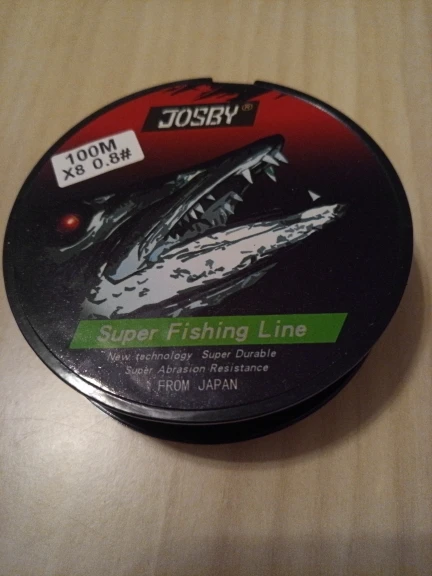 JOSBY®
100M
X8 0.8#
Super Fishing Line
New technology Super Durable
Super Abrasion Resistance
FROM JAPAN